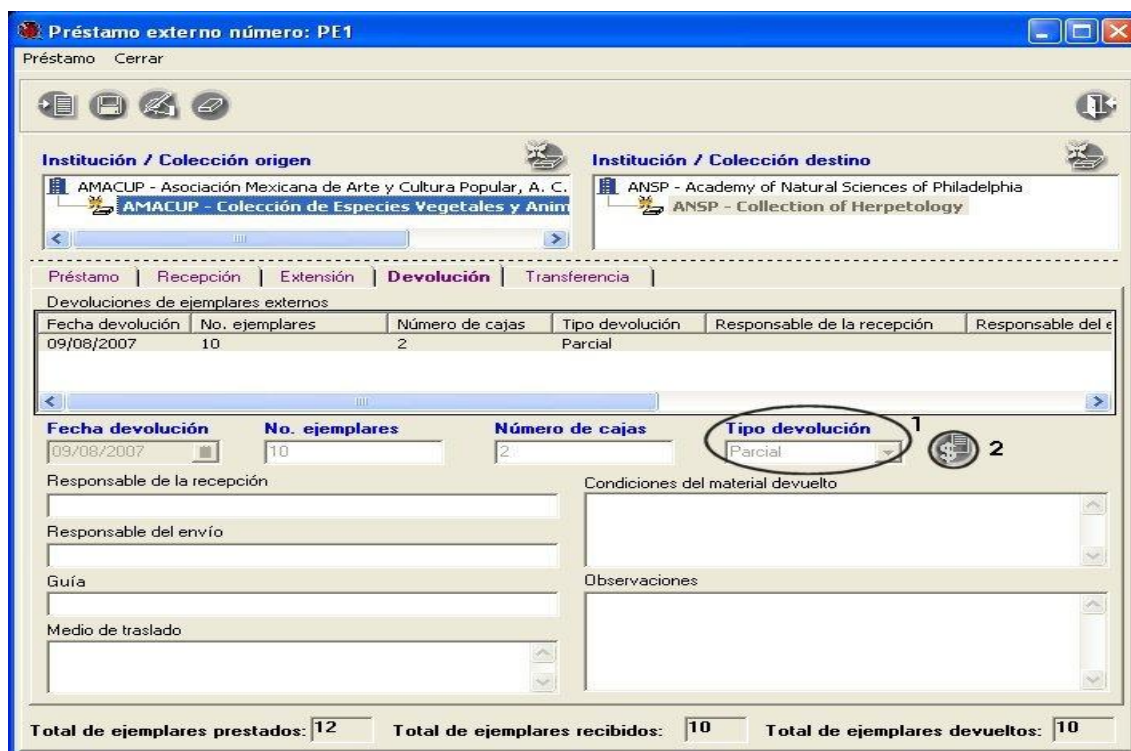 Préstamo externo número: PE1
Préstamo Cerrar
Institución / Colección origen
Institución / Colección destino
AMACUP - Asociación Mexicana de Arte y Cultura Popular, A. C.
AMACUP - Colección de Especies Vegetales y Anim
ANSP - Academy of Natural Sciences of Philadelphia
ANSP - Collection of Herpetology
Préstamo Recepción Extensión Devolución Transferencia
Devoluciones de ejemplares externos
Fecha devolución No. ejemplares Número de cajas Tipo devolución Responsable de la recepción Responsable del e
09/08/2007 10 2 Parcial
Fecha devolución No. ejemplares Número de cajas Tipo devolución 1
09/08/2007 10 2 Parcial $ 2
Responsable de la recepción
Condiciones del material devuelto
Responsable del envío
Guía
Observaciones
Medio de traslado
Total de ejemplares prestados: 12 Total de ejemplares recibidos: 10 Total de ejemplares devueltos: 10